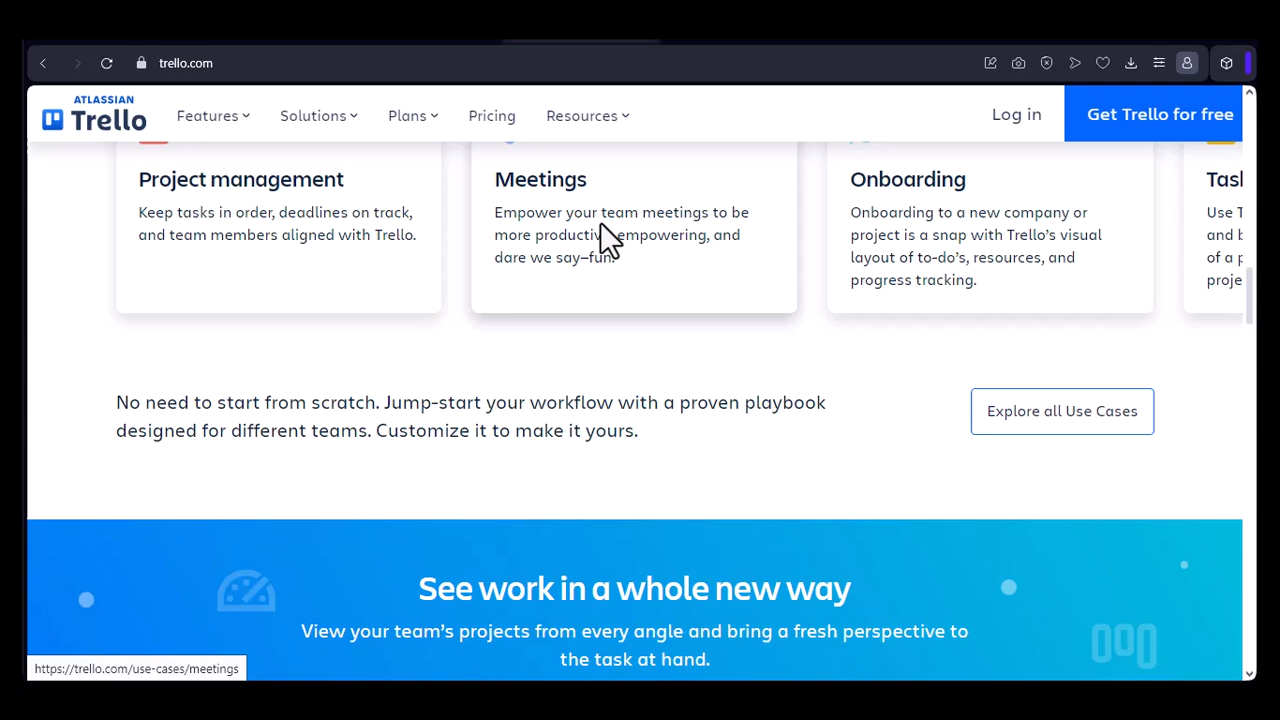 trello.com
ATLASSIAN
Trello
Features
Solutions
Plans
Pricing
Resources
Log in
Get Trello for free
Project management
Keep tasks in order, deadlines on track,
and team members aligned with Trello.
Meetings
Empower your team meetings to be
more productive, empowering, and
dare we say—fun.
Onboarding
Onboarding to a new company or
project is a snap with Trello's visual
layout of to-do's, resources, and
progress tracking.
No need to start from scratch. Jump-start your workflow with a proven playbook
designed for different teams. Customize it to make it yours.
Explore all Use Cases
See work in a whole new way
View your team's projects from every angle and bring a fresh perspective to
the task at hand.
https://trello.com/use-cases/meetings